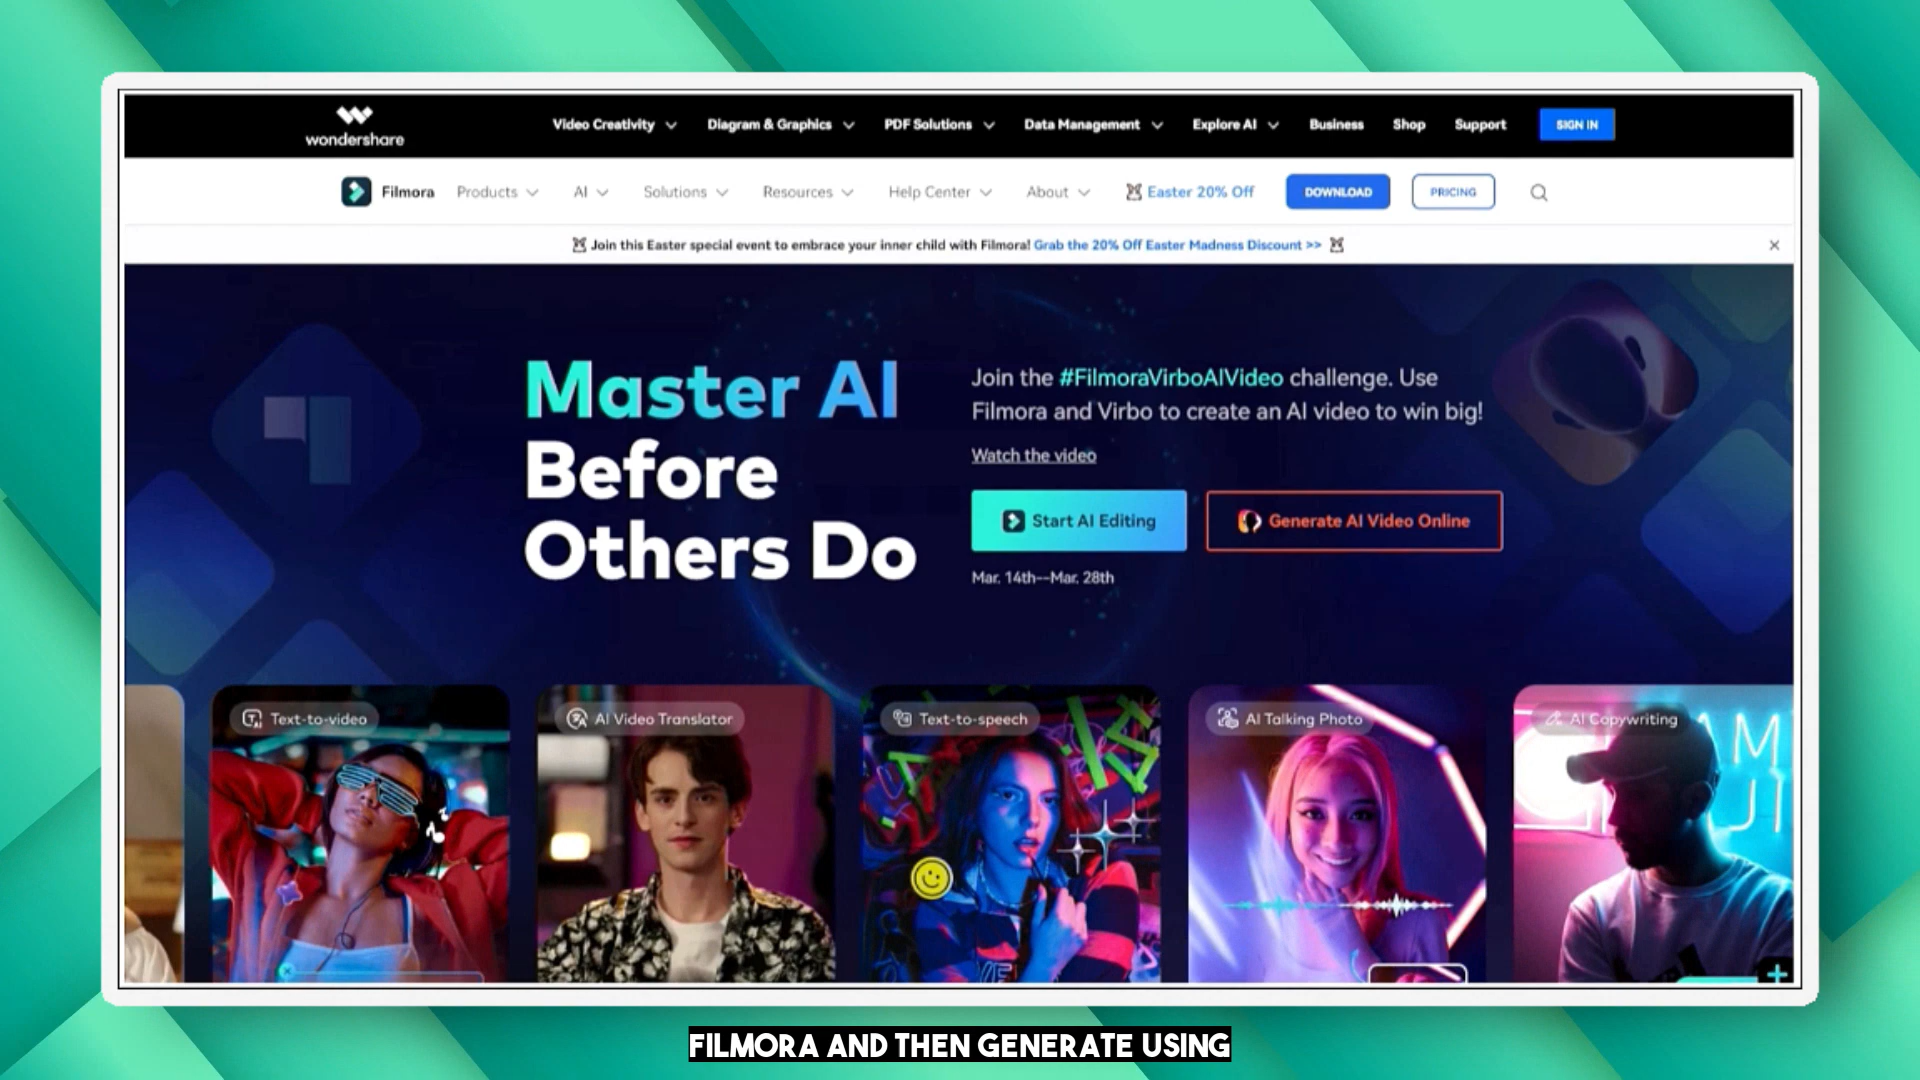 wondershare
Video Creativity Diagram & Graphics PDF Solutions Data Management Explore AI Business Shop Support SIGN IN
Filmora Products AI Solutions Resources Help Center About Easter 20% Off DOWNLOAD PRICING
Join this Easter special event to embrace your inner child with Filmora! Grab the 20% Off Easter Madness Discount >>
Master AI
Before
Others Do
Join the #FilmoraVirboAIVideo challenge. Use
Filmora and Virbo to create an AI video to win big!
Watch the video
Start AI Editing Generate AI Video Online
Mar. 14th--Mar. 28th
Text-to-video AI Video Translator Text-to-speech AI Talking Photo AI Copywriting
FILMORA AND THEN GENERATE USING